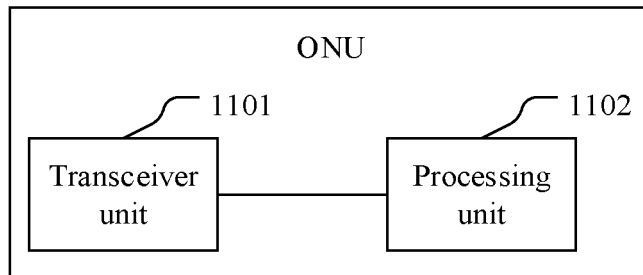 ONU
1101
1102
Transceiver
unit
Processing
unit